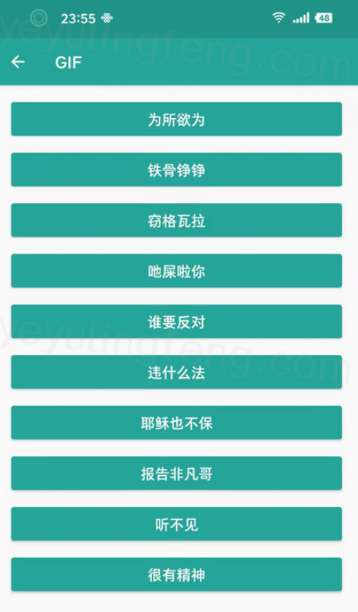 23:55
48
GIF
为所欲为
铁骨铮铮
窃格瓦拉
吔屎啦你
谁要反对
违什么法
耶稣也不保
报告非凡哥
听不见
很有精神
yeyulingfeng.com
yeyulingfeng.com